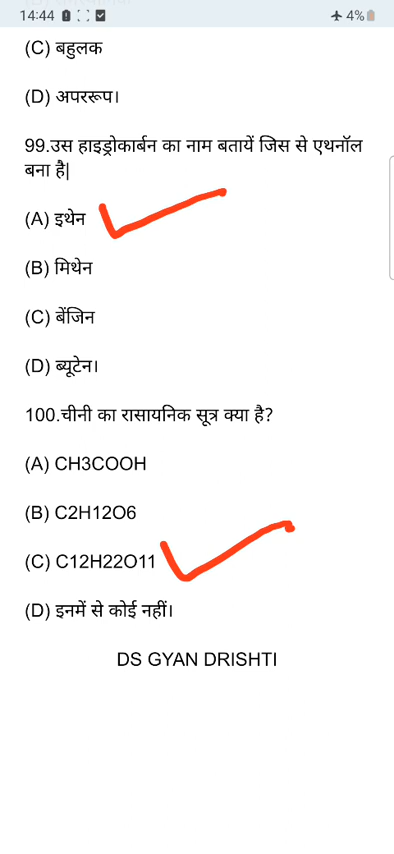 14:44 4%
(C) बहुलक
(D) अपररूप।
99.उस हाइड्रोकार्बन का नाम बतायें जिस से एथनॉल
बना है|
(A) इथेन
(B) मिथेन
(C) बेंजिन
(D) ब्यूटेन।
100.चीनी का रासायनिक सूत्र क्या है?
(A) CH3COOH
(B) C2H12O6
(C) C12H22O11
(D) इनमें से कोई नहीं।
DS GYAN DRISHTI